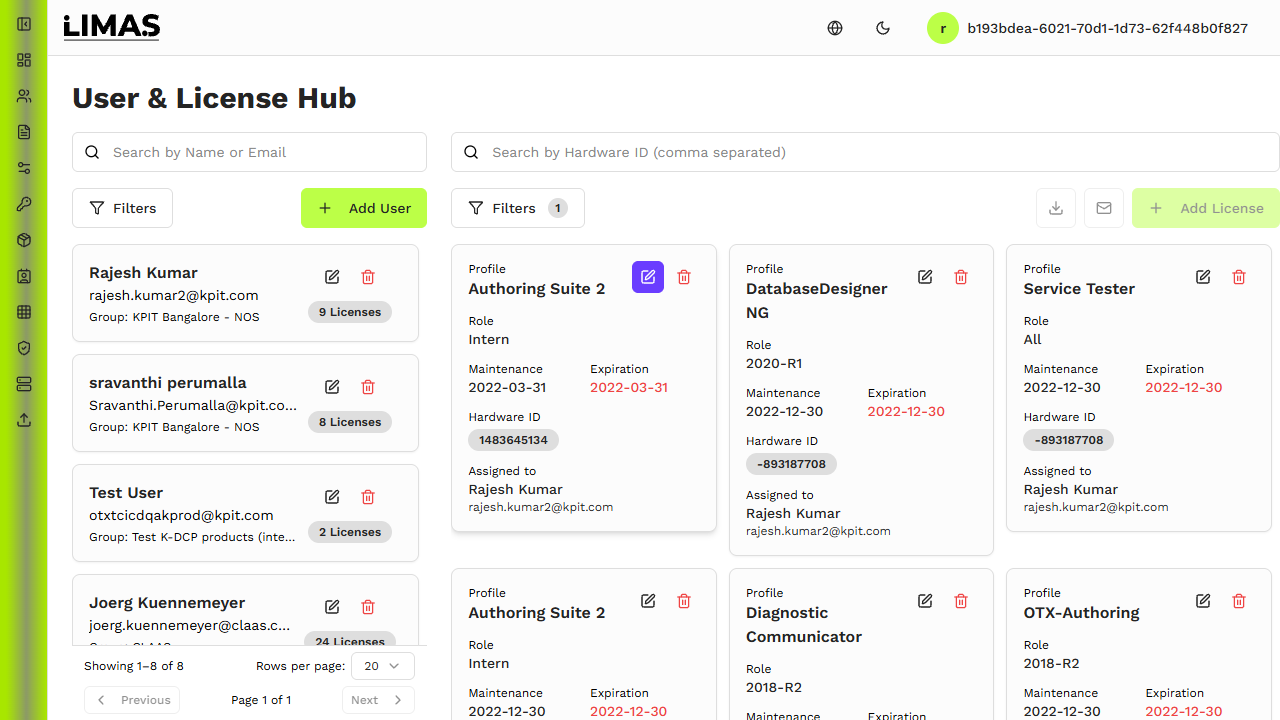 LIMAS
r
b193bdea-6021-70d1-1d73-62f448b0f827
User & License Hub
Search by Name or Email
Filters
Add User
Rajesh Kumar
rajesh.kumar2@kpit.com
Group: KPIT Bangalore - NOS
9 Licenses
sravanthi perumalla
Sravanthi.Perumalla@kpit.co...
Group: KPIT Bangalore - NOS
8 Licenses
Test User
otxtcicdqakprod@kpit.com
Group: Test K-DCP products (inte...
2 Licenses
Joerg Kuennemeyer
joerg.kuennemeyer@claas.c...
24 Licenses
Showing 1–8 of 8
Rows per page:
20
Previous
Page 1 of 1
Next
Search by Hardware ID (comma separated)
Filters 1
Add License
Profile
Authoring Suite 2
Role
Intern
Maintenance Expiration
2022-03-31 2022-03-31
Hardware ID
1483645134
Assigned to
Rajesh Kumar
rajesh.kumar2@kpit.com
Profile
DatabaseDesigner
NG
Role
2020-R1
Maintenance Expiration
2022-12-30 2022-12-30
Hardware ID
-893187708
Assigned to
Rajesh Kumar
rajesh.kumar2@kpit.com
Profile
Service Tester
Role
All
Maintenance Expiration
2022-12-30 2022-12-30
Hardware ID
-893187708
Assigned to
Rajesh Kumar
rajesh.kumar2@kpit.com
Profile
Authoring Suite 2
Role
Intern
Maintenance Expiration
2022-12-30 2022-12-30
Profile
Diagnostic
Communicator
Role
2018-R2
Maintenance Expiration
Profile
OTX-Authoring
Role
2018-R2
Maintenance Expiration
2022-12-30 2022-12-30